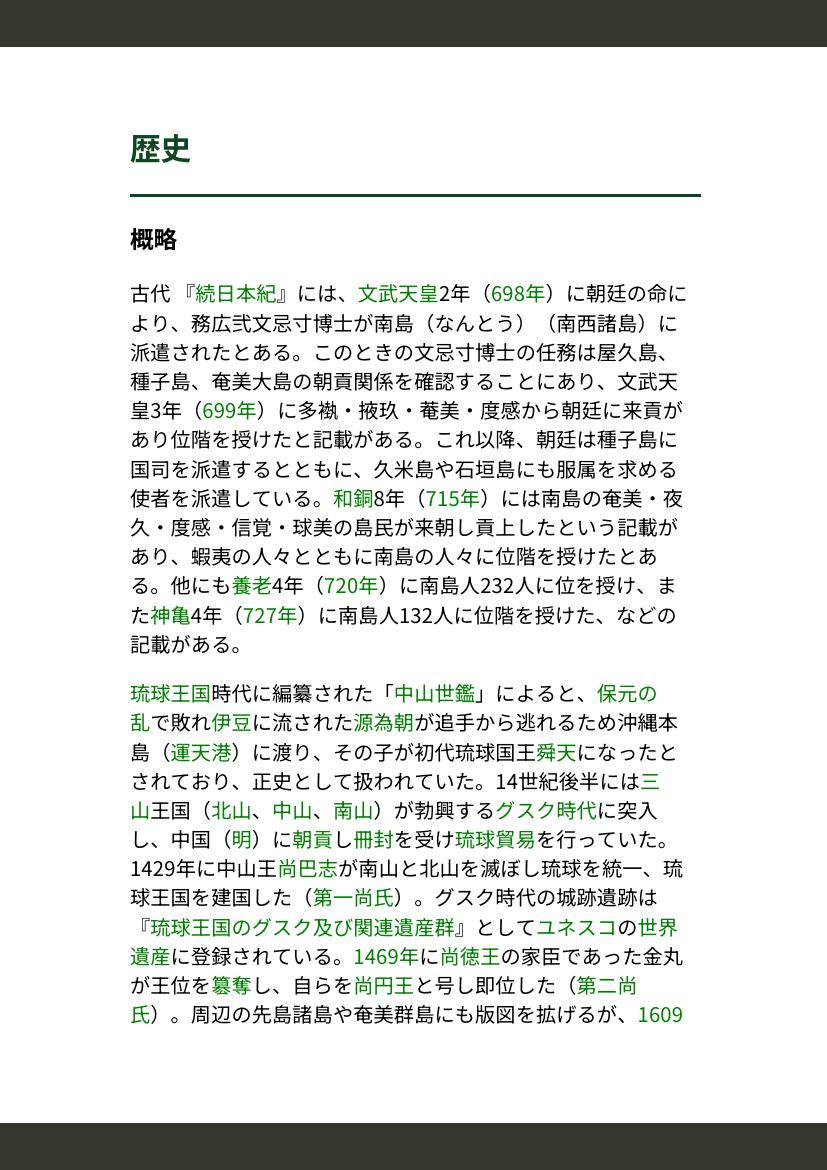 歴史
概略
古代 『続日本紀』には、文武天皇2年（698年）に朝廷の命に
より、務広弐文忌寸博士が南島（なんとう）（南西諸島）に
派遣されたとある。このときの文忌寸博士の任務は屋久島、
種子島、奄美大島の朝貢関係を確認することにあり、文武天
皇3年（699年）に多褹・掖玖・菴美・度感から朝廷に来貢が
あり位階を授けたと記載がある。これ以降、朝廷は種子島に
国司を派遣するとともに、久米島や石垣島にも服属を求める
使者を派遣している。和銅8年（715年）には南島の奄美・夜
久・度感・信覚・球美の島民が来朝し貢上したという記載が
あり、蝦夷の人々とともに南島の人々に位階を授けたとあ
る。他にも養老4年（720年）に南島人232人に位を授け、ま
た神亀4年（727年）に南島人132人に位階を授けた、などの
記載がある。
琉球王国時代に編纂された「中山世鑑」によると、保元の
乱で敗れ伊豆に流された源為朝が追手から逃れるため沖縄本
島（運天港）に渡り、その子が初代琉球国王舜天になったと
されており、正史として扱われていた。14世紀後半には三
山王国（北山、中山、南山）が勃興するグスク時代に突入
し、中国（明）に朝貢し冊封を受け琉球貿易を行っていた。
1429年に中山王尚巴志が南山と北山を滅ぼし琉球を統一、琉
球王国を建国した（第一尚氏）。グスク時代の城跡遺跡は
『琉球王国のグスク及び関連遺産群』としてユネスコの世界
遺産に登録されている。1469年に尚徳王の家臣であった金丸
が王位を簒奪し、自らを尚円王と号し即位した（第二尚
氏）。周辺の先島諸島や奄美群島にも版図を拡げるが、1609